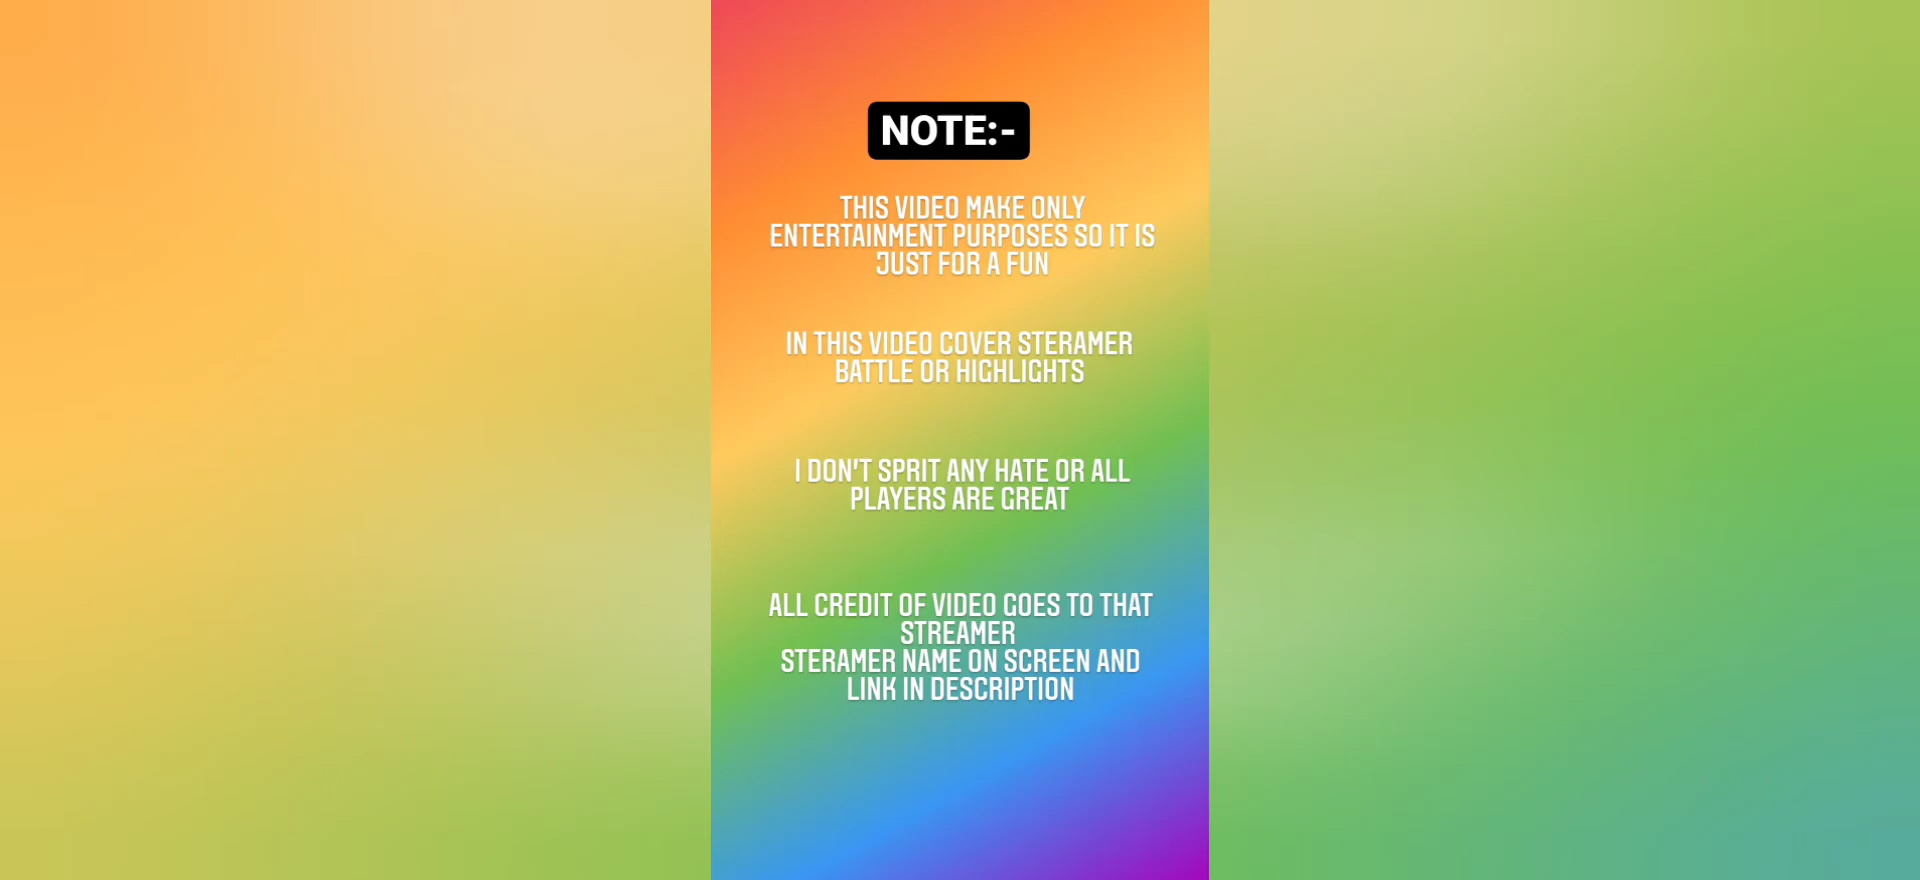 NOTE:-
THIS VIDEO MAKE ONLY
ENTERTAINMENT PURPOSES SO IT IS
JUST FOR A FUN
IN THIS VIDEO COVER STERAMER
BATTLE OR HIGHLIGHTS
I DON'T SPRIT ANY HATE OR ALL
PLAYERS ARE GREAT
ALL CREDIT OF VIDEO GOES TO THAT
STREAMER
STERAMER NAME ON SCREEN AND
LINK IN DESCRIPTION